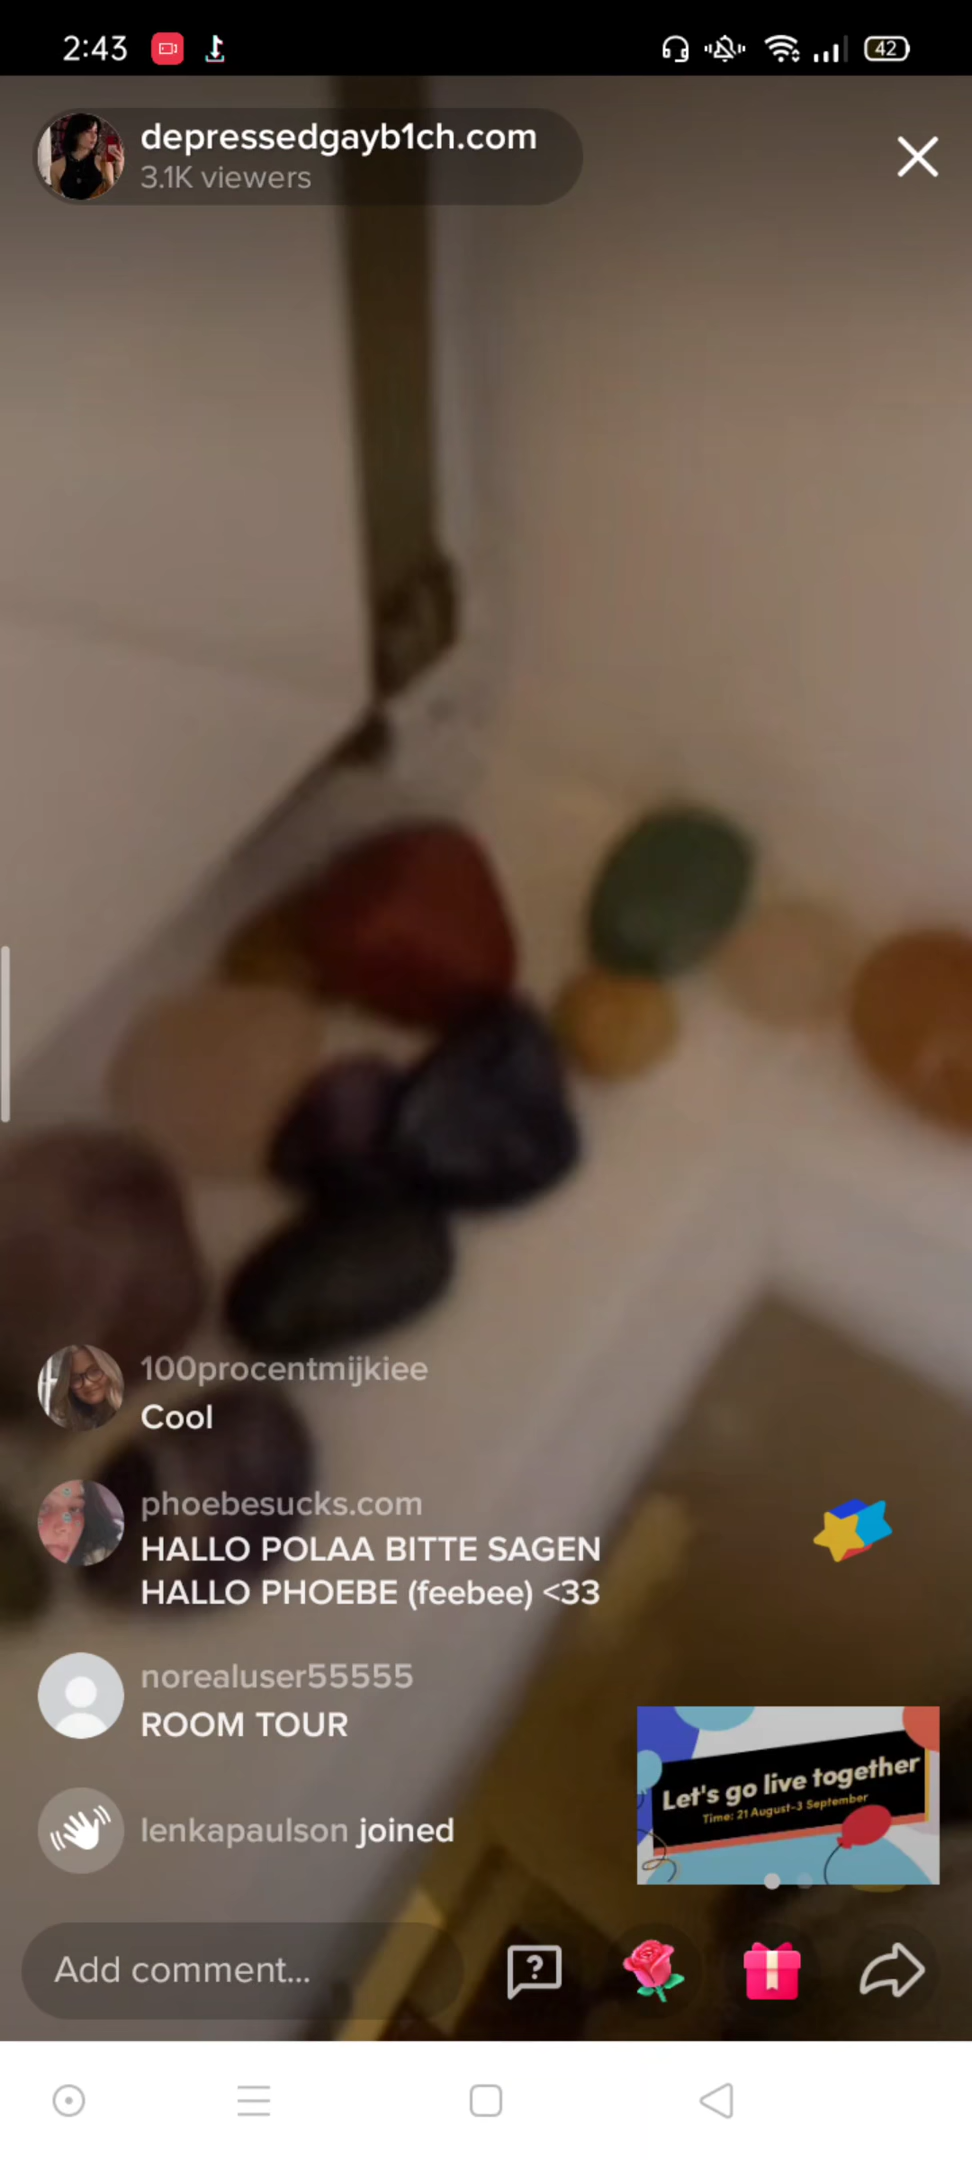 2:43
42
depressedgayb1ch.com
3.1K viewers
100procentmijkiee
Cool
phoebesucks.com
HALLO POLAA BITTE SAGEN
HALLO PHOEBE (feebee) <33
norealuser55555
ROOM TOUR
lenkapaulson joined
Let's go live together
Time: 21 August-3 September
Add comment...